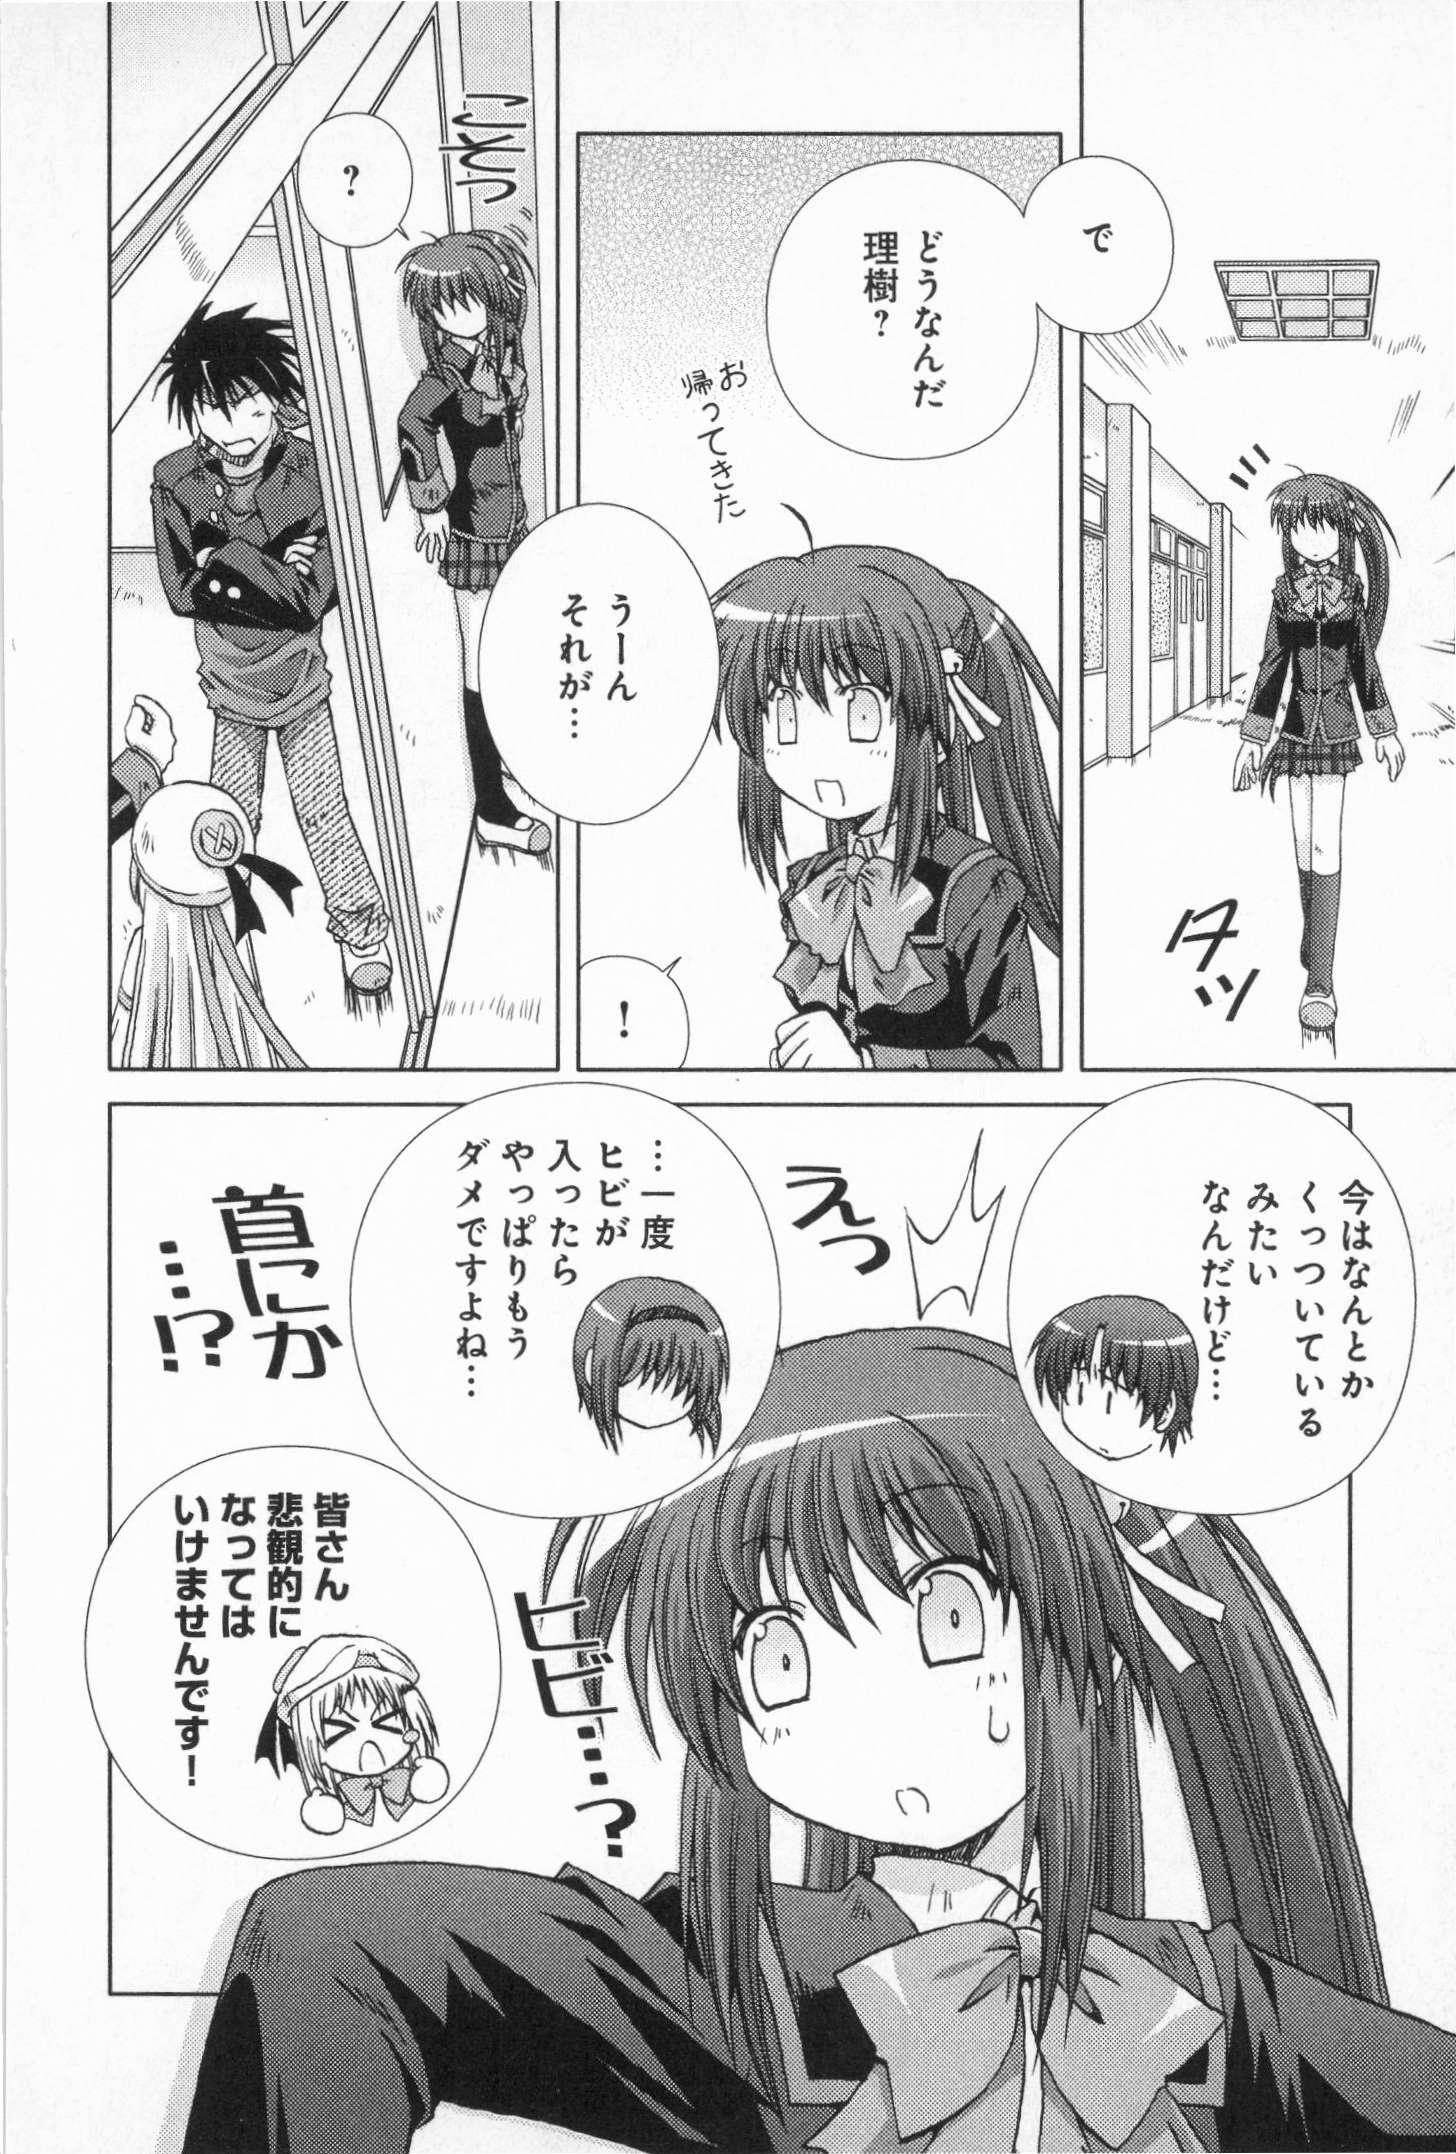 タッ
で
どうなんだ
理樹?
お
帰ってきた
うーん
それが…
!
こそっ
?
今はなんとか
くっついている
みたい
なんだけど…
えっ
…一度
ヒビが
入ったら
やっぱりもう
ダメですよね…
ヒビ…?
首にか
…!?
皆さん
悲観的に
なっては
いけませんです!